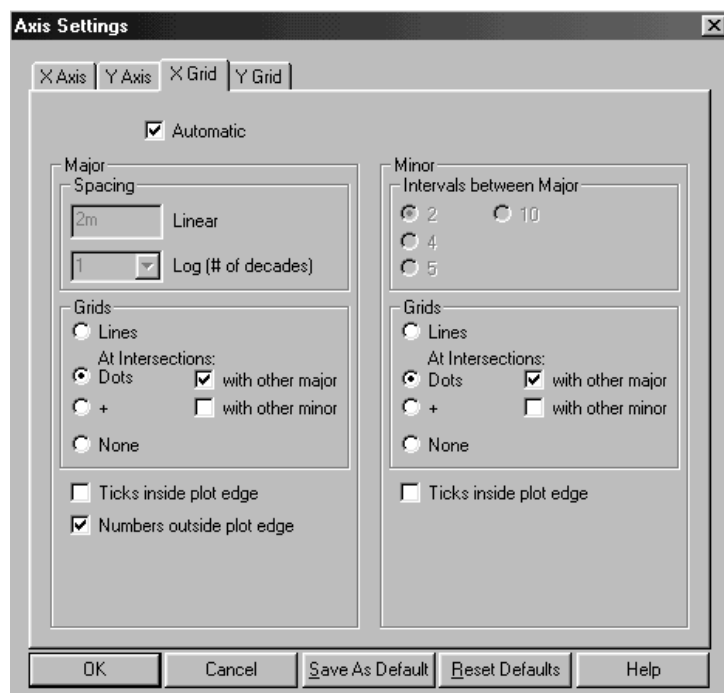 Axis Settings
X Axis Y Axis X Grid Y Grid
Automatic
Major
Spacing
2m Linear
1 Log (# of decades)
Grids
Lines
At Intersections:
Dots with other major
+ with other minor
None
Ticks inside plot edge
Numbers outside plot edge
Minor
Intervals between Major
2 10
4
5
Grids
Lines
At Intersections:
Dots with other major
+ with other minor
None
Ticks inside plot edge
OK Cancel Save As Default Reset Defaults Help